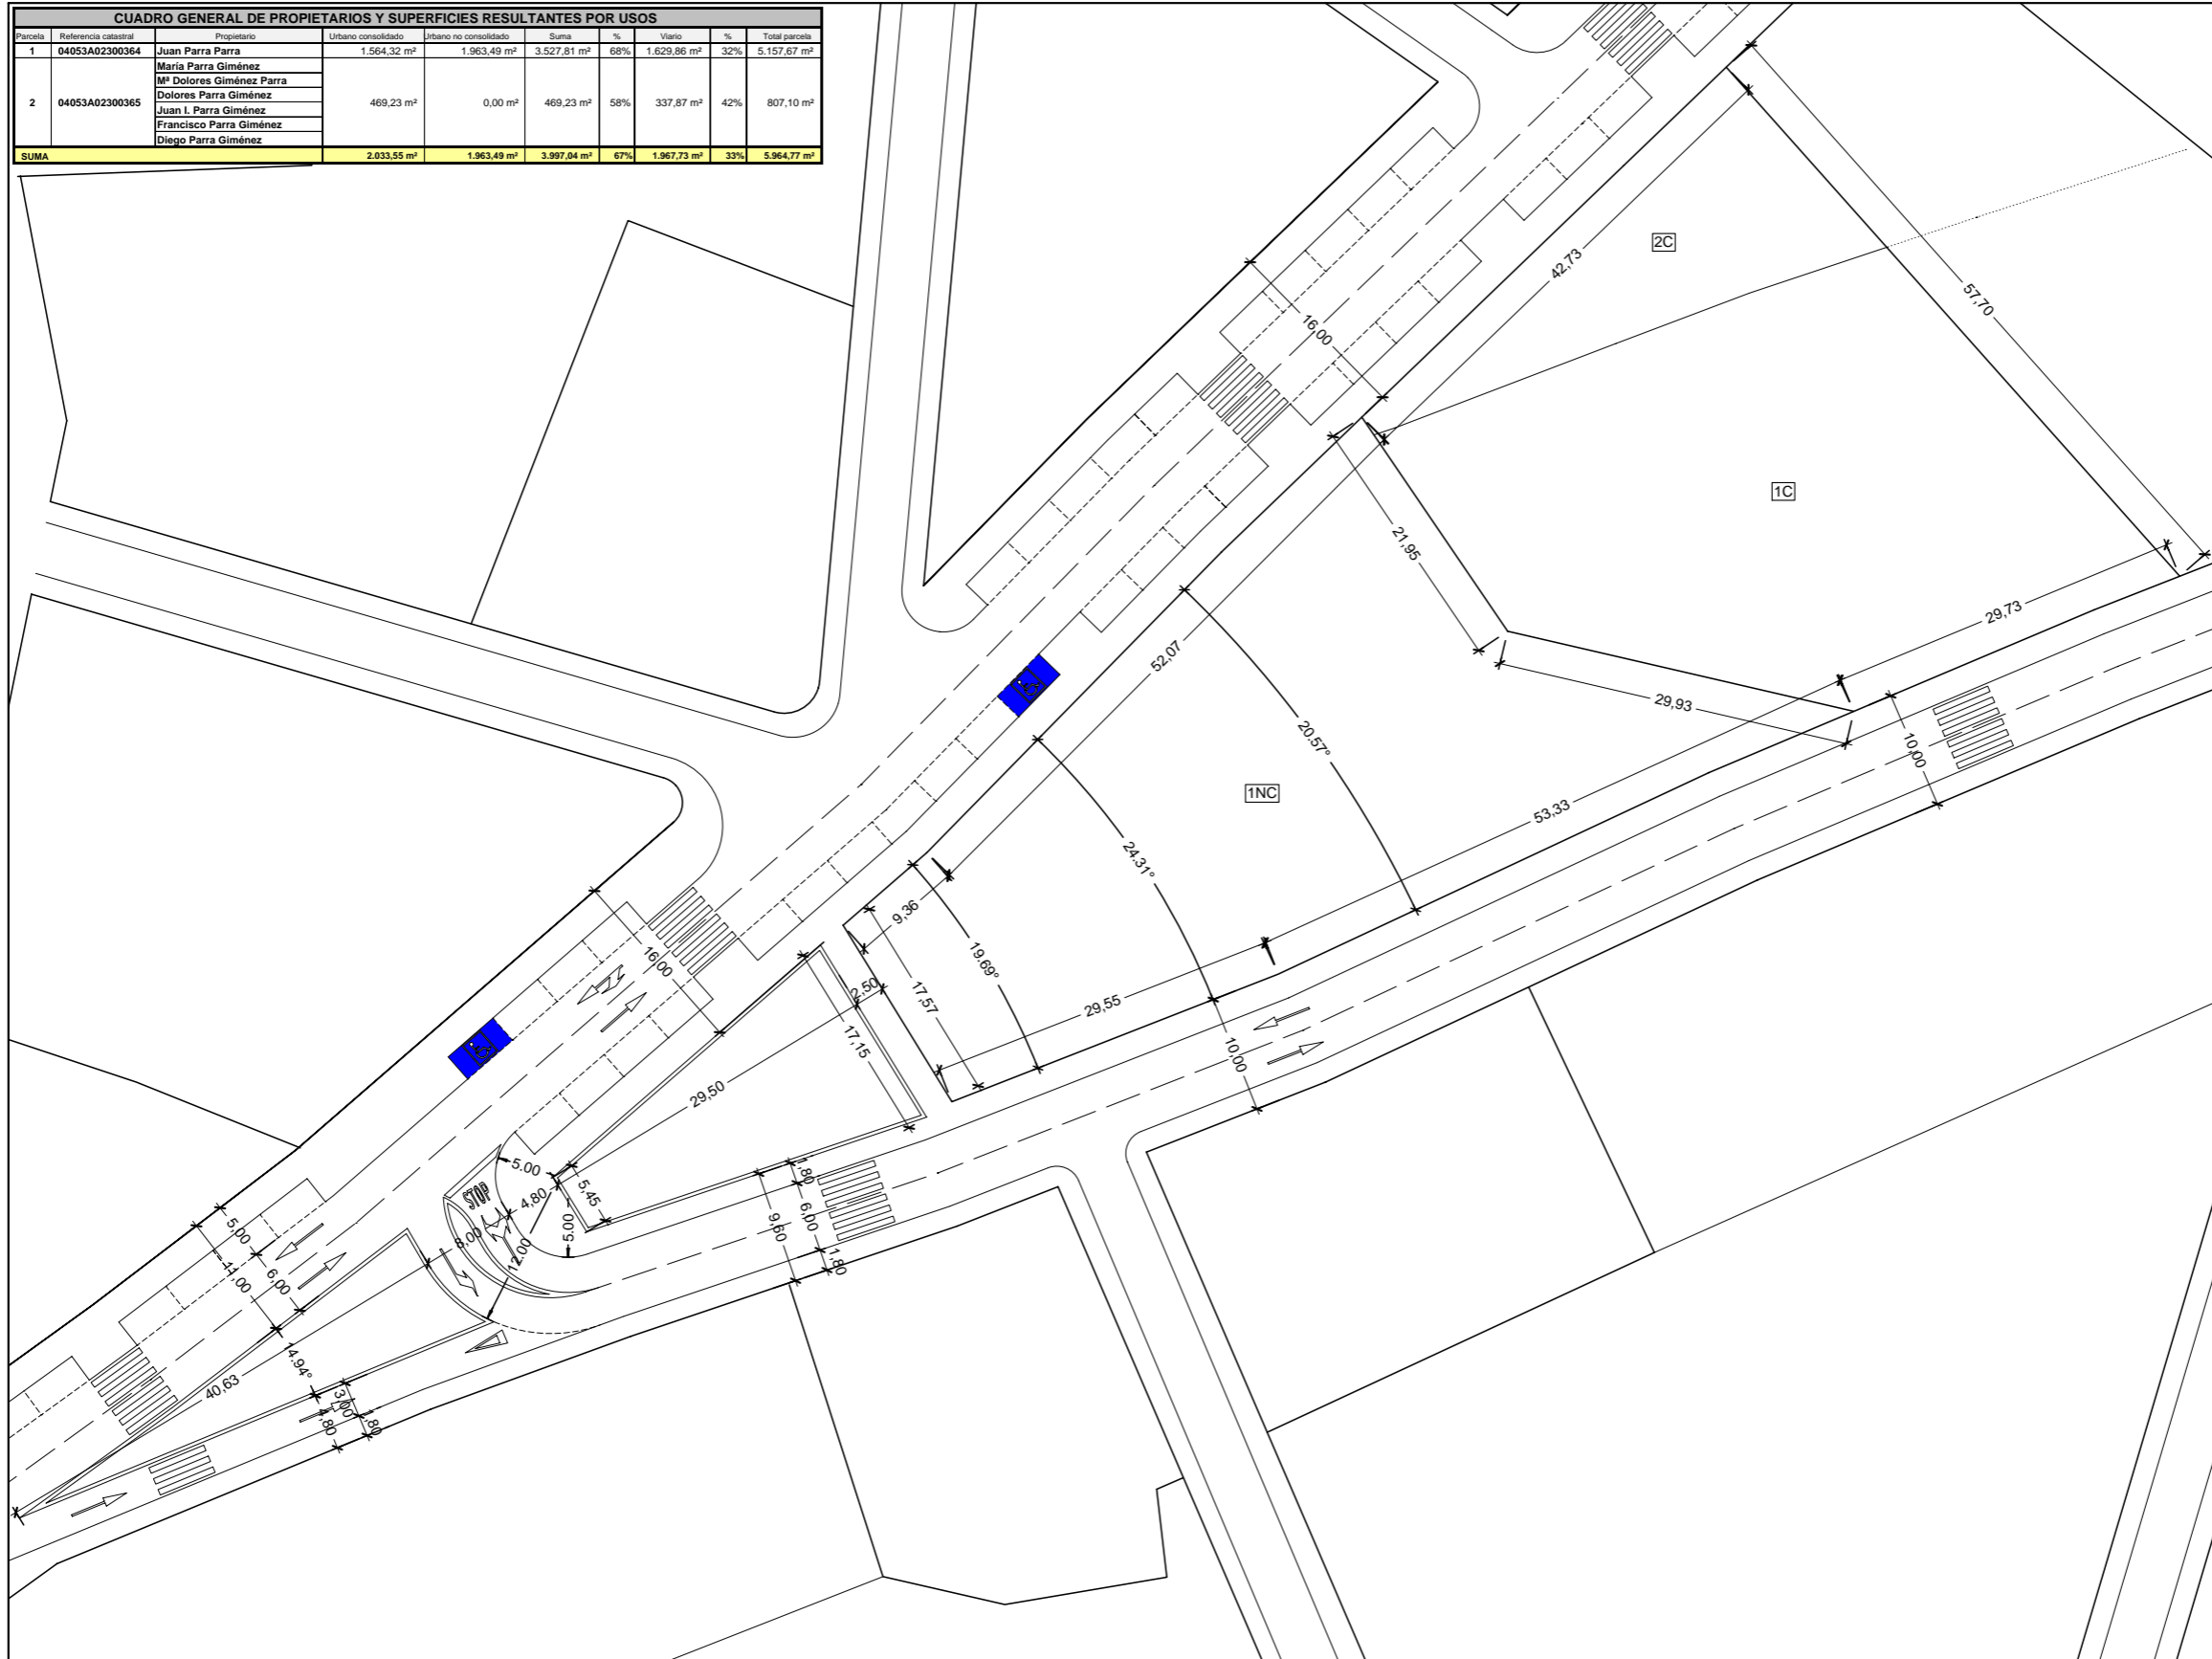 CUADRO GENERAL DE PROPIETARIOS Y SUPERFICIES RESULTANTES POR USOS
Parcela Referencia catastral Propietario Urbano consolidado Urbano no consolidado Suma % Viario % Total parcela
1 04053A02300364 Juan Parra Parra 1.564,32 m² 1.963,49 m² 3.527,81 m² 68% 1.629,86 m² 32% 5.157,67 m²
María Parra Giménez
Mª Dolores Giménez Parra
Dolores Parra Giménez
2 04053A02300365 469,23 m² 0,00 m² 469,23 m² 58% 337,87 m² 42% 807,10 m²
Juan I. Parra Giménez
Francisco Parra Giménez
Diego Parra Giménez
SUMA 2.033,55 m² 1.963,49 m² 3.997,04 m² 67% 1.967,73 m² 33% 5.964,77 m²
2C
42,73
57,70
16,00
1C
21,95
29,73
52,07
29,93
20.57°
10,00
1NC
53,33
24.31°
9,36
19.69°
16,00
2,50
17,57
29,55
17,15
10,00
29,50
5.00
STOP
4,80
5,45
1,80
9,60
6,00
5.00
8,00
12.00
1,80
5,00
11,00
6,00
14.94°
40,63
3,00
4,80
1,80